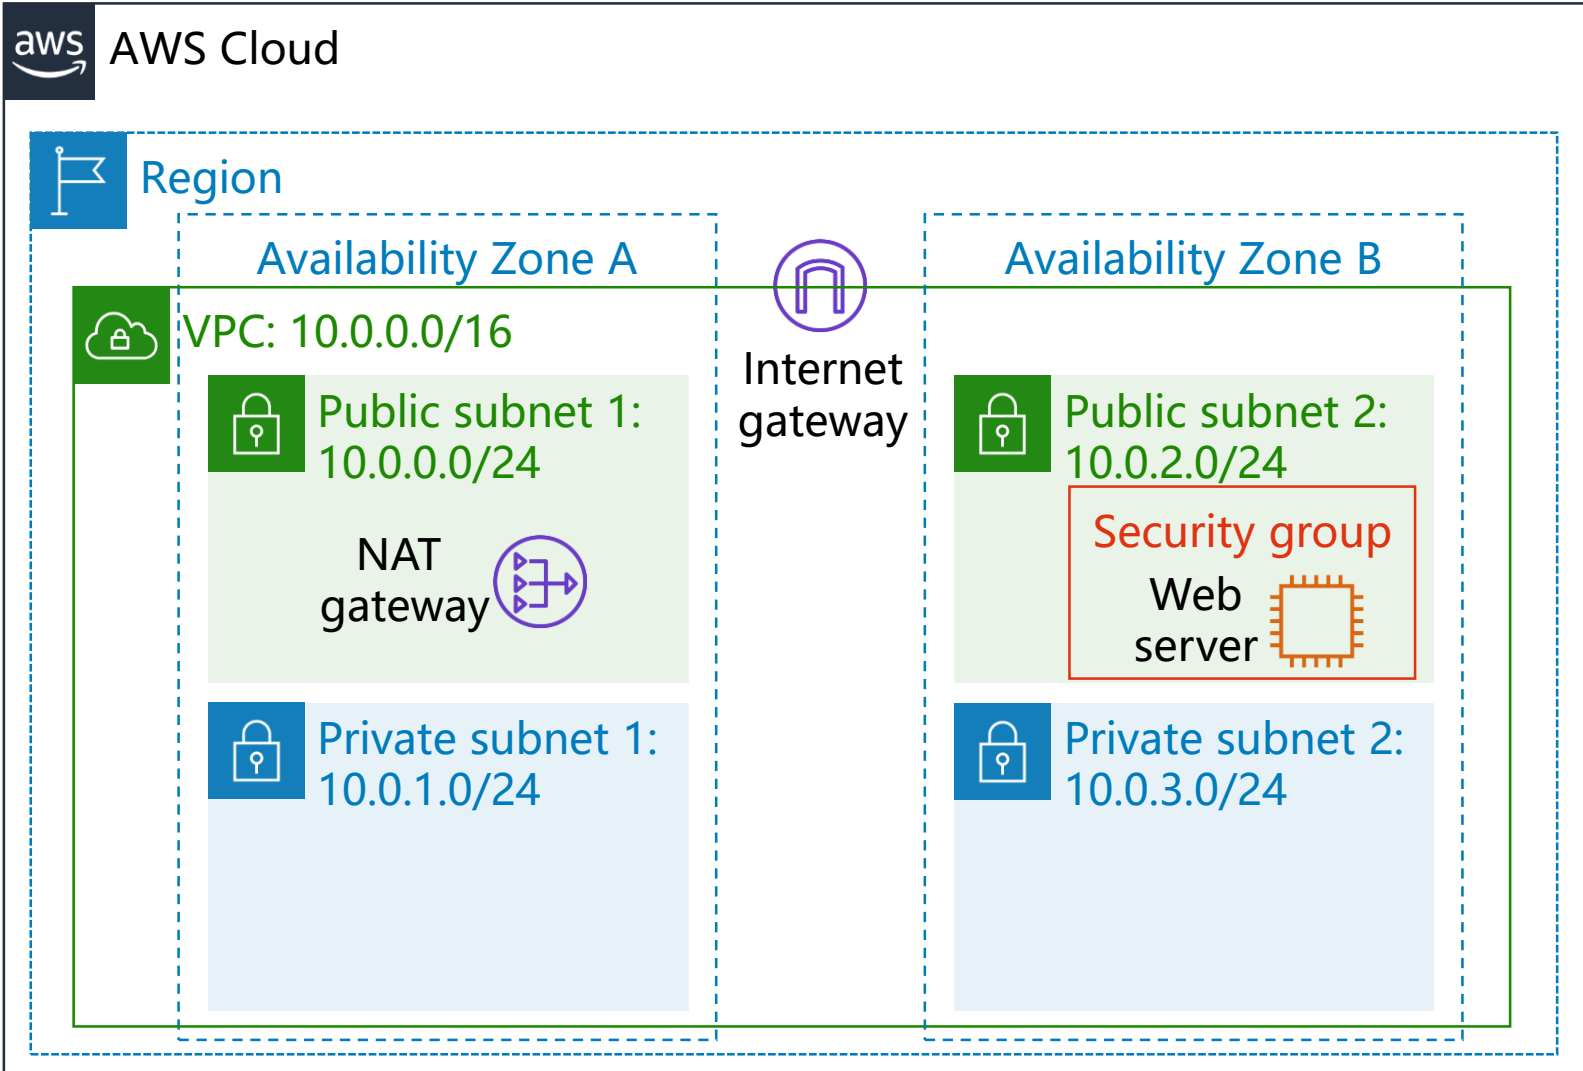 aws
AWS Cloud
Region
Availability Zone A
Availability Zone B
VPC: 10.0.0.0/16
Internet
gateway
Public subnet 1:
10.0.0.0/24
NAT
gateway
Public subnet 2:
10.0.2.0/24
Security group
Web
server
Private subnet 1:
10.0.1.0/24
Private subnet 2:
10.0.3.0/24